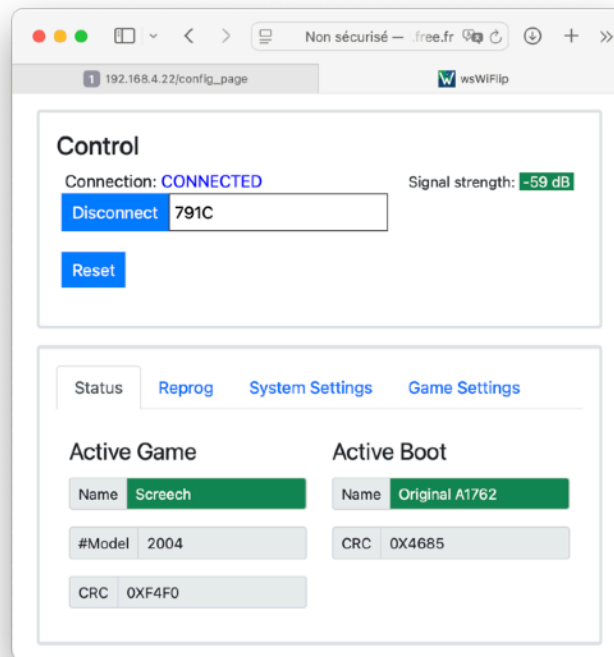 Non sécurisé — .free.fr
1 192.168.4.22/config_page
W wsWiFlip
Control
Connection: CONNECTED
Signal strength: -59 dB
Disconnect 791C
Reset
Status Reprog System Settings Game Settings
Active Game Active Boot
Name Screech Name Original A1762
#Model 2004 CRC 0X4685
CRC 0XF4F0